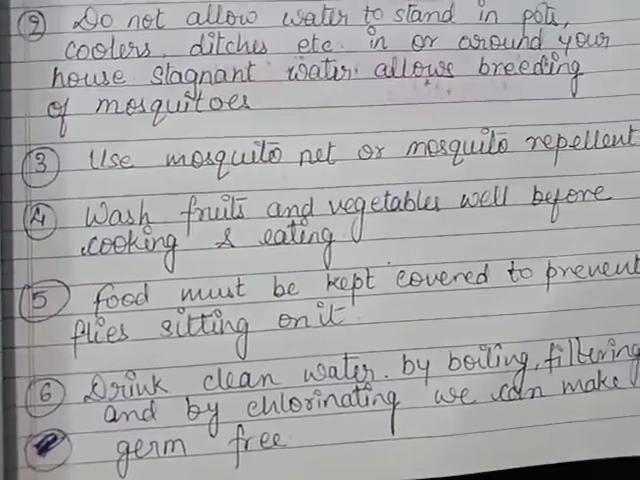 ② Do not allow water to stand in pots,
coolers, ditches etc. in or around your
house stagnant water allows breeding
of mosquitoes
③ Use mosquito net or mosquito repellent
④ Wash fruits and vegetables well before
cooking & eating
⑤ food must be kept covered to prevent
flies sitting on it
⑥ Drink clean water. by boiling, filtering
and by chlorinating we can make
germ free